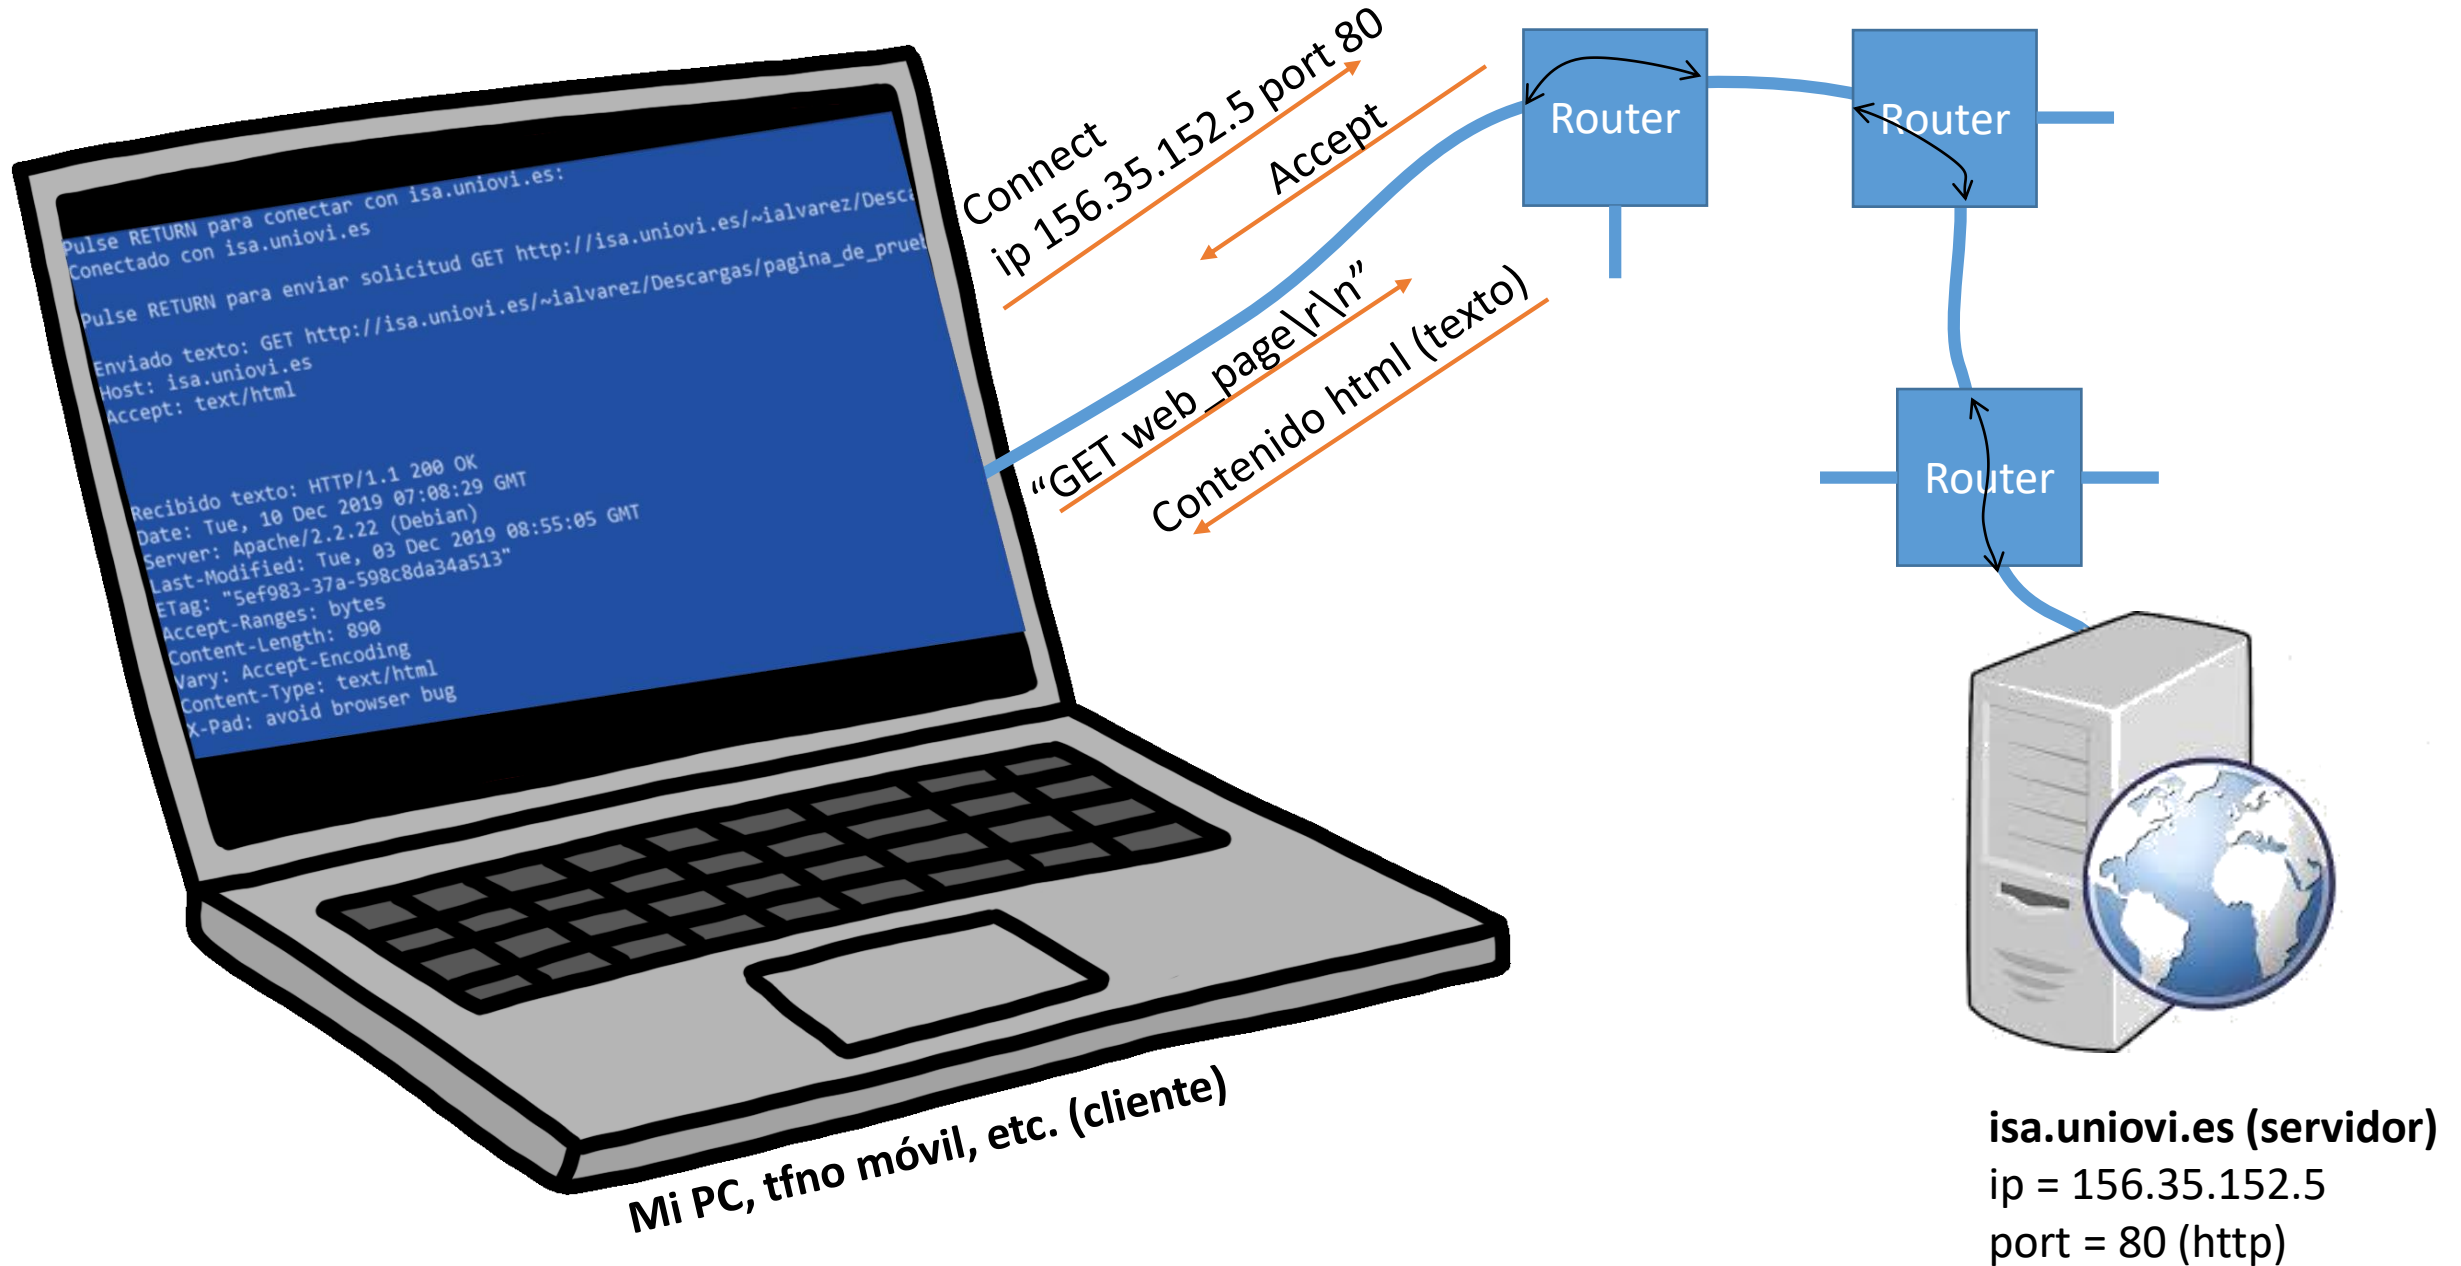 Pulse RETURN para conectar con isa.uniovi.es:
Conectado con isa.uniovi.es
Pulse RETURN para enviar solicitud GET http://isa.uniovi.es/~ialvarez/Desca
Enviado texto: GET http://isa.uniovi.es/~ialvarez/Descargas/pagina_de_prueb
Host: isa.uniovi.es
Accept: text/html
Recibido texto: HTTP/1.1 200 OK
Date: Tue, 10 Dec 2019 07:08:29 GMT
Server: Apache/2.2.22 (Debian)
Last-Modified: Tue, 03 Dec 2019 08:55:05 GMT
ETag: "5ef983-37a-598c8da34a513"
Accept-Ranges: bytes
Content-Length: 890
Vary: Accept-Encoding
Content-Type: text/html
X-Pad: avoid browser bug
Connect
ip 156.35.152.5 port 80
Accept
“GET web_page\r\n”
Contenido html (texto)
Router
Router
Router
Mi PC, tfno móvil, etc. (cliente)
isa.uniovi.es (servidor)
ip = 156.35.152.5
port = 80 (http)